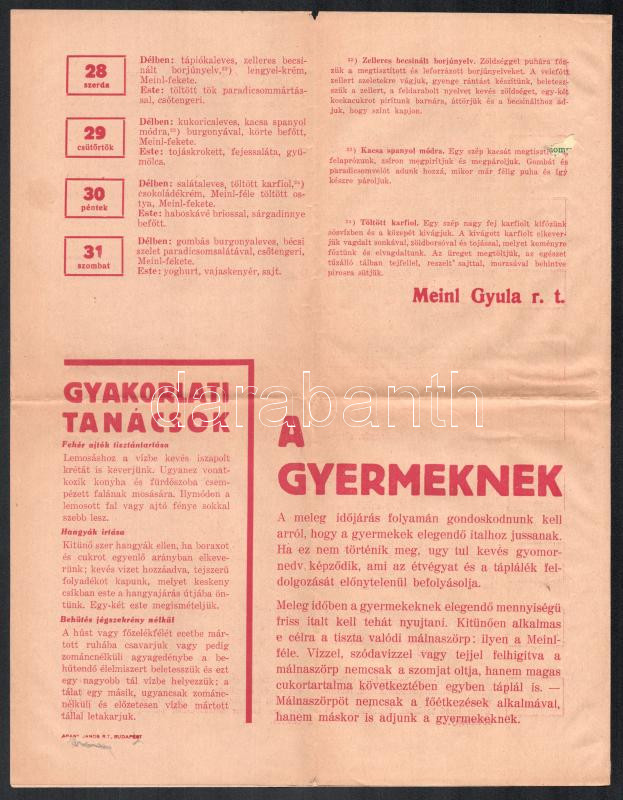 28
szerda
Délben: tápiókaleves, zelleres becsi-
nált borjúnyelv,²²) lengyel-krém,
Meinl-fekete.
Este: töltött tök paradicsommártás-
sal, csőtengeri.
29
csütörtök
Délben: kukoricaleves, kacsa spanyol
módra,²³) burgonyával, körte befőtt,
Meinl-fekete.
Este: tojáskrokett, fejessaláta, gyü-
mölcs.
30
péntek
Délben: salátaleves, töltött karfiol,²⁴)
csokoládékrém, Meinl-féle töltött os-
tya, Meinl-fekete.
Este: haboskávé briossal, sárgadinnye
befőtt.
31
szombat
Délben: gombás burgonyaleves, bécsi
szelet paradicsomsalátával, csőtengeri,
Meinl-fekete.
Este: yoghurt, vajaskenyér, sajt.
²²) Zelleres becsinált borjúnyelv. Zöldséggel puhára főz-
zük a megtisztított és leforrázott borjúnyelveket. A velefőtt
zellert szeletekre vágjuk, gyenge rántást készítünk, beletesz-
szük a zellert, a feldarabolt nyelvet kevés zöldséget, egy-két
kockacukrot pirítunk barnára, áttörjük és a becsinálthoz ad-
juk, hogy színt kapjon.
²³) Kacsa spanyol módra. Egy szép kacsát megtisztítunk,
felaprózunk, zsíron megpirítjuk és megpároljuk. Gombát és
paradicsomvelőt adunk hozzá, mikor már félig puha és így
készre pároljuk.
²⁴) Töltött karfiol. Egy szép nagy fej karfiolt kifőzünk
sósvízben és a közepét kivágjuk. A kivágott karfiolt elkever-
jük vagdalt sonkával, zöldborsóval és tojással, melyet keményre
főztünk és elvagdaltunk. Az üreget megtöltjük, az egészet
tűzálló tálban tejfellel, reszelt sajttal, morzsával behintve
pirosra sütjük.
Meinl Gyula r. t.
GYAKORLATI
TANÁCSOK
Fehér ajtók tisztántartása
Lemosáshoz a vízbe kevés iszapolt
krétát is keverjünk. Ugyanez vonat-
kozik konyha és fürdőszoba csem-
pézett falának mosására. Ilymódon a
lemosott fal vagy ajtó fénye sokkal
szebb lesz.
Hangyák irtása
Kitünő szer hangyák ellen, ha boraxot
és cukrot egyenlő arányban elkeve-
rünk; kevés vizet hozzáadva, tejszerű
folyadékot kapunk, melyet keskeny
csíkban este a hangyajárás útjába ön-
tünk. Egy-két este megismételjük.
Behűtés jégszekrény nélkül
A húst vagy főzelékfélét ecetbe már-
tott ruhába csavarjuk vagy pedig
zománcnélküli agyagedénybe a be-
hűtendő élelmiszert beletesszük és ezt
egy nagyobb tál vízbe helyezzük; a
tálat egy másik, ugyancsak zománc-
nélküli és előzetesen vízbe mártott
tállal letakarjuk.
ARANY JÁNOS R.T., BUDAPEST
A
GYERMEKNEK
A meleg időjárás folyamán gondoskodnunk kell
arról, hogy a gyermekek elegendő italhoz jussanak.
Ha ez nem történik meg, ugy tul kevés gyomor-
nedv képződik, ami az étvágyat és a táplálék fel-
dolgozását előnytelenül befolyásolja.
Meleg időben a gyermekeknek elegendő mennyiségü
friss italt kell tehát nyujtani. Kitünően alkalmas
e célra a tiszta valódi málnaszörp: ilyen a Meinl-
féle. Vizzel, szódavizzel vagy tejjel felhigítva a
málnaszörp nemcsak a szomjat oltja, hanem magas
cukortartalma következtében egyben táplál is. —
Málnaszörpöt nemcsak a főétkezések alkalmával,
hanem máskor is adjunk a gyermekeknek.
darabanth